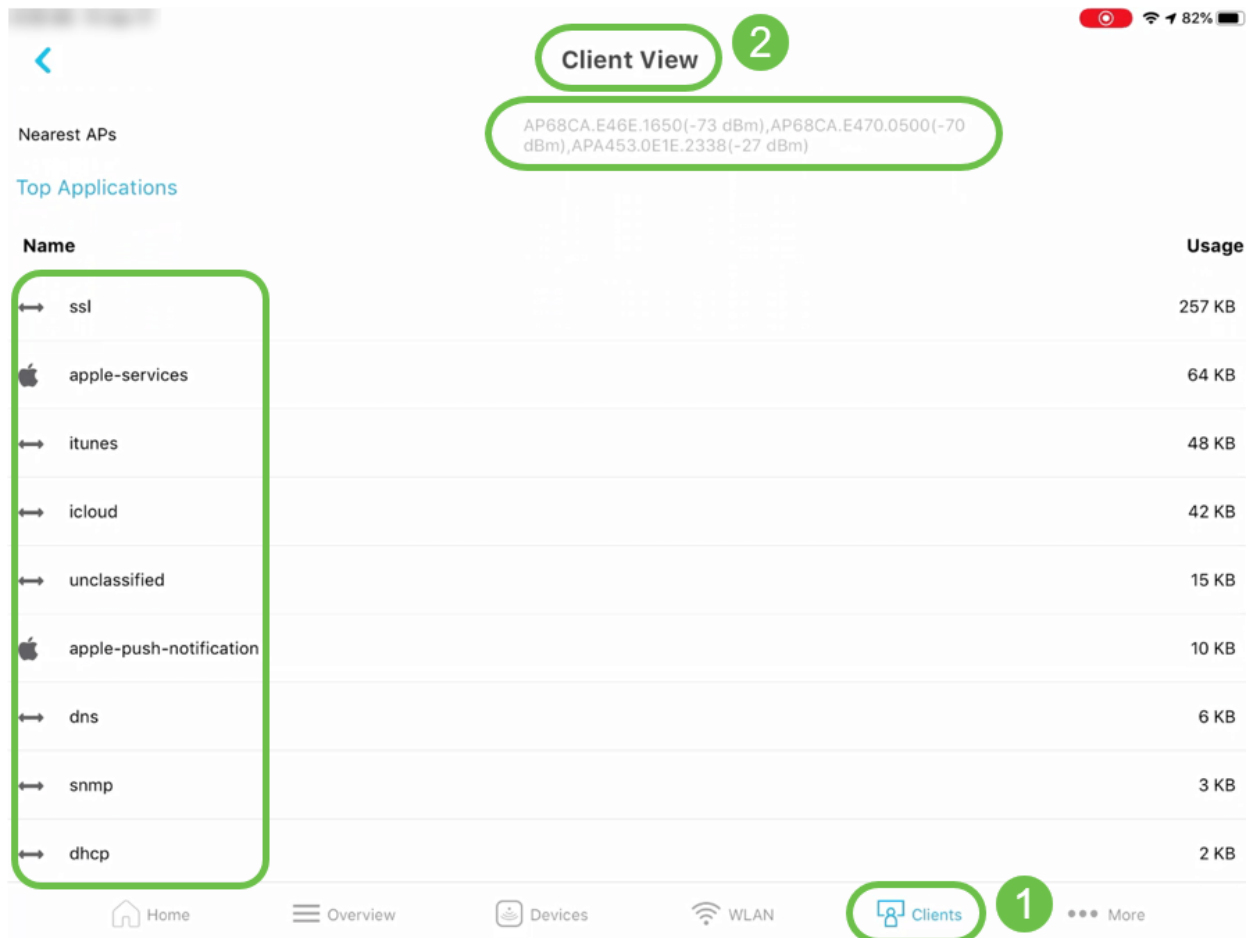 82%
Client View
2
Nearest APs
AP68CA.E46E.1650(-73 dBm),AP68CA.E470.0500(-70
dBm),APA453.0E1E.2338(-27 dBm)
Top Applications
Name Usage
ssl 257 KB
apple-services 64 KB
itunes 48 KB
icloud 42 KB
unclassified 15 KB
apple-push-notification 10 KB
dns 6 KB
snmp 3 KB
dhcp 2 KB
Home Overview Devices WLAN Clients 1 More